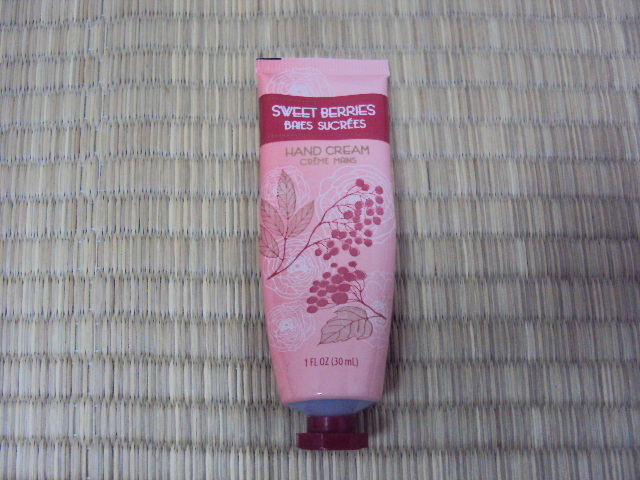 SWEET BERRIES
BAIES SUCRÉES
HAND CREAM
CRÈME MAINS
1 FL OZ (30 mL)